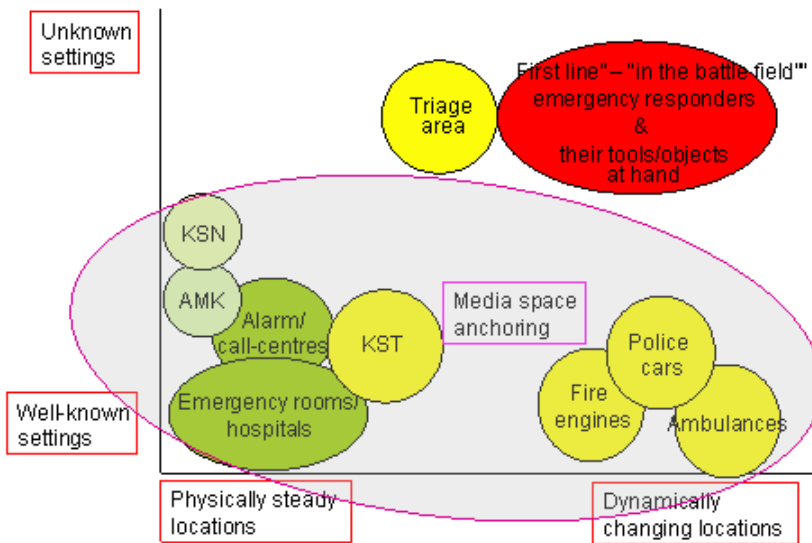 Unknown
settings
First line" – "in the battle-field""
emergency responders
&
their tools/objects
at hand
Triage
area
KSN
AMK
Alarm/
call-centres
KST
Media space
anchoring
Police
cars
Fire
engines
Ambulances
Emergency rooms/
hospitals
Well-known
settings
Physically steady
locations
Dynamically
changing locations